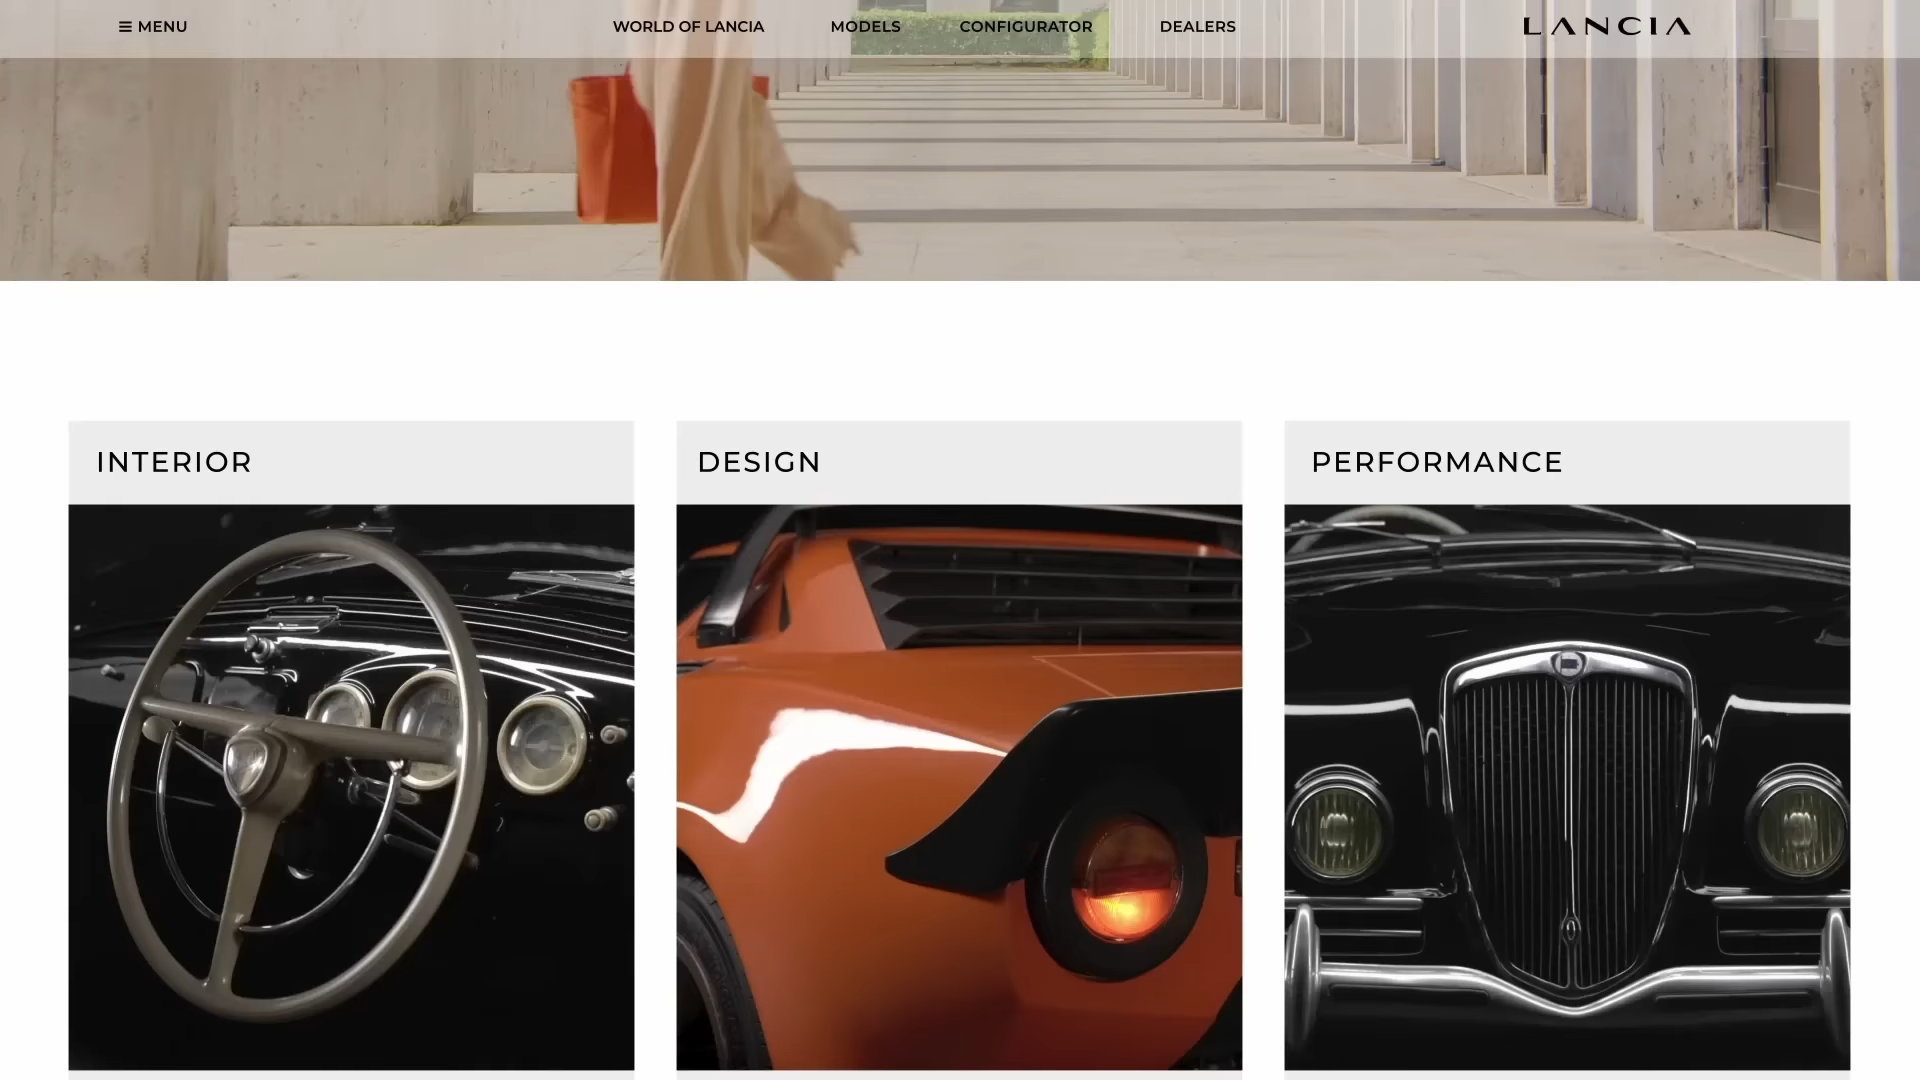 MENU
WORLD OF LANCIA
MODELS
CONFIGURATOR
DEALERS
LANCIA
INTERIOR
DESIGN
PERFORMANCE